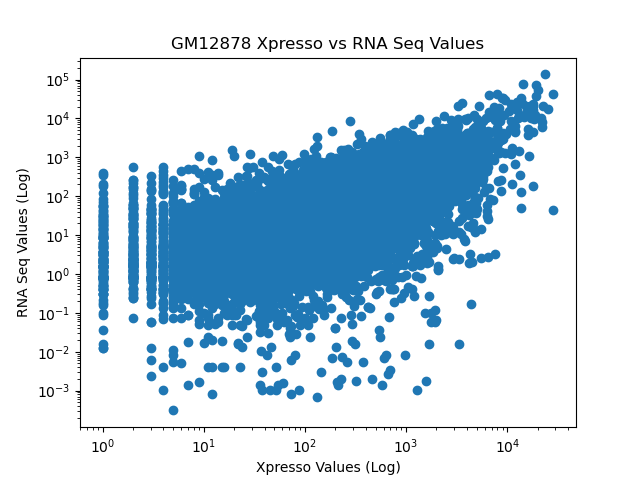 GM12878 Xpresso vs RNA Seq Values
RNA Seq Values (Log)
10⁵
10⁴
10³
10²
10¹
10⁰
10⁻¹
10⁻²
10⁻³
10⁰ 10¹ 10² 10³ 10⁴
Xpresso Values (Log)